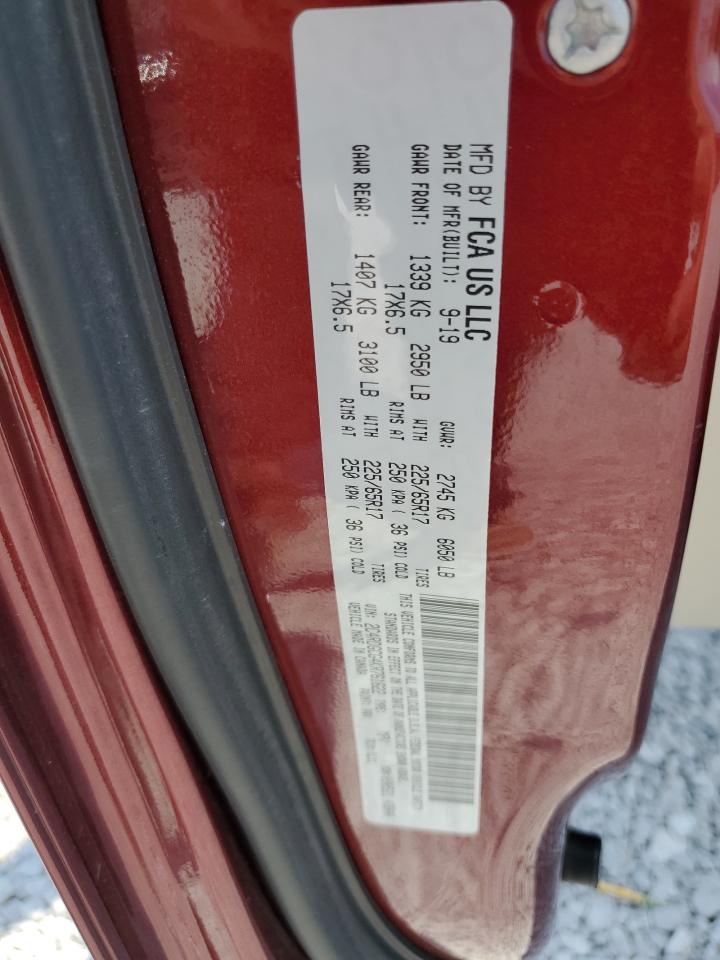 MFD BY FCA US LLC
DATE OF MFR(BUILT): 9-19 GVWR: 2745 KG 6050 LB
GAWR FRONT: 1339 KG 2950 LB WITH 225/65R17 TIRES
17X6.5 RIMS AT 250 KPA ( 36 PSI) COLD
GAWR REAR: 1407 KG 3100 LB WITH 225/65R17 TIRES
17X6.5 RIMS AT 250 KPA ( 36 PSI) COLD
THIS VEHICLE CONFORMS TO ALL APPLICABLE U.S.A. FEDERAL MOTOR VEHICLE SAFETY
STANDARDS IN EFFECT ON THE DATE OF MANUFACTURE SHOWN ABOVE.
VIN: TYPE: MPV
VEHICLE MADE IN CANADA PAINT: